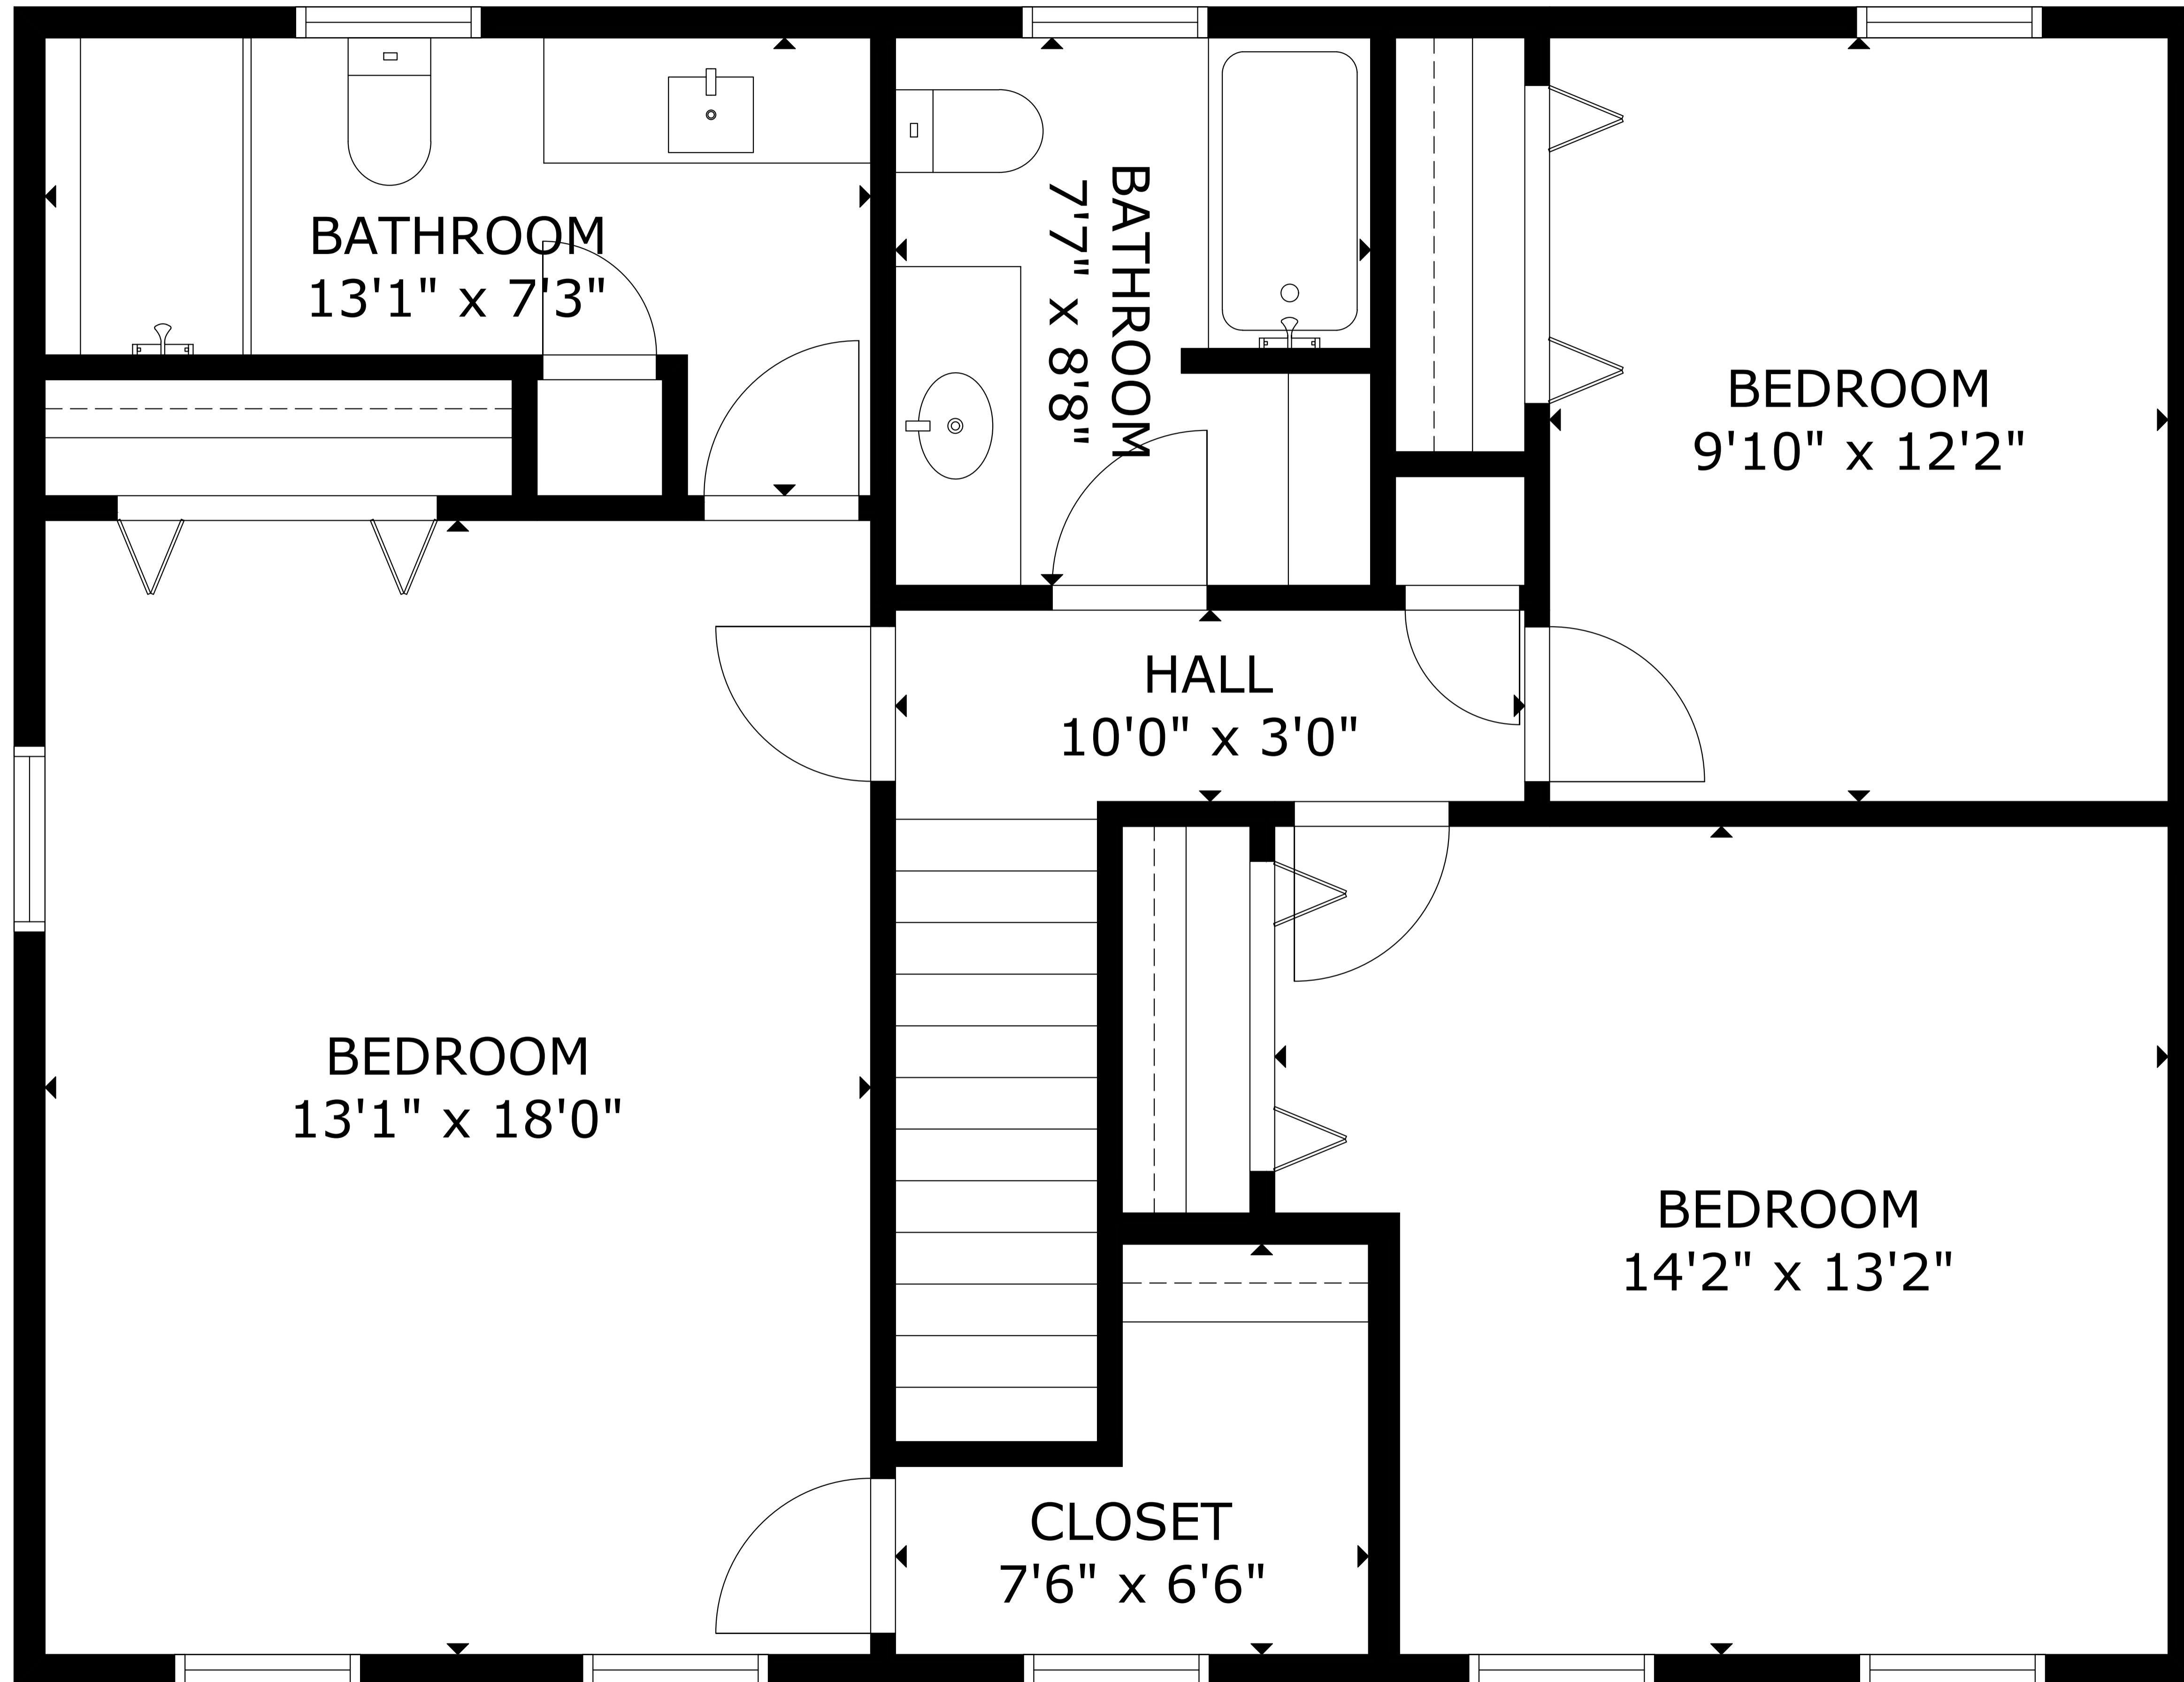 BATHROOM
13'1" x 7'3"
BATHROOM
7'7" x 8'8"
BEDROOM
9'10" x 12'2"
HALL
10'0" x 3'0"
BEDROOM
13'1" x 18'0"
BEDROOM
14'2" x 13'2"
CLOSET
7'6" x 6'6"